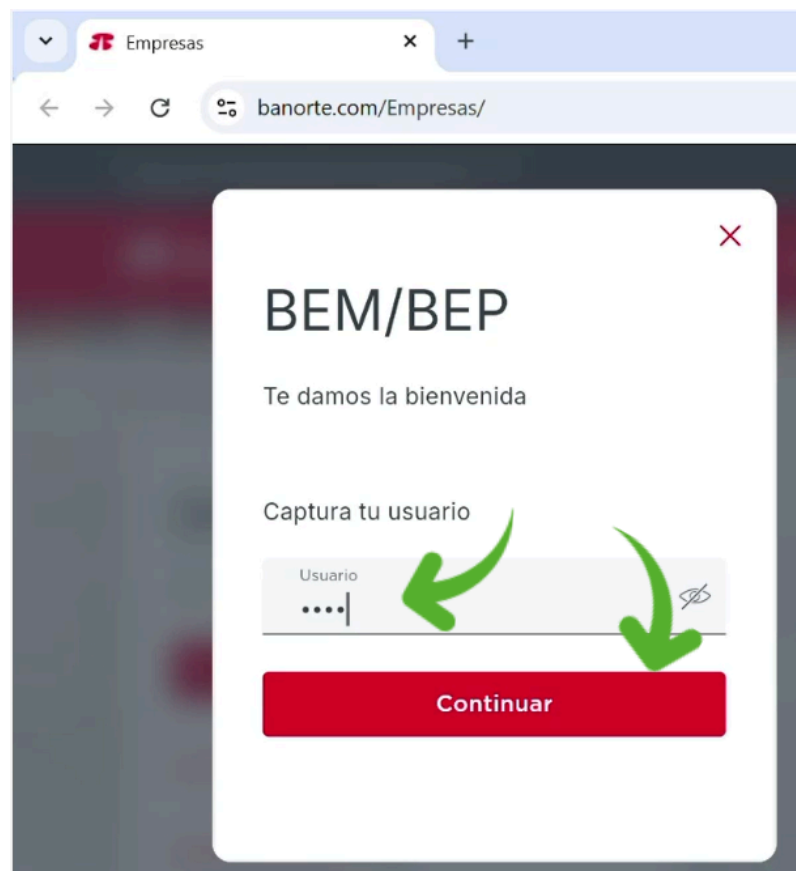 Empresas
banorte.com/Empresas/
BEM/BEP
Te damos la bienvenida
Captura tu usuario
Usuario
••••
Continuar